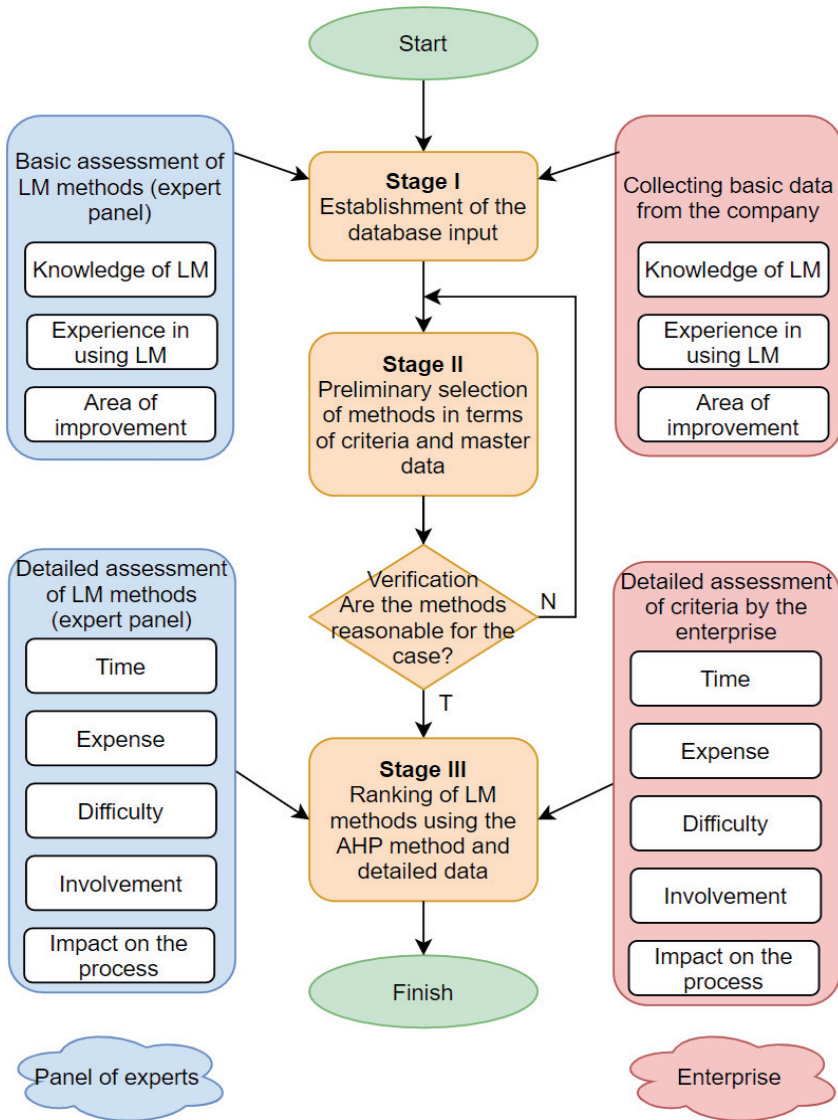 Start
Basic assessment of
LM methods (expert
panel)
Knowledge of LM
Experience in
using LM
Area of
improvement
Stage I
Establishment of the
database input
Collecting basic data
from the company
Knowledge of LM
Experience in
using LM
Area of
improvement
Stage II
Preliminary selection
of methods in terms
of criteria and master
data
Verification
Are the methods
reasonable for the
case?
N
T
Detailed assessment
of LM methods
(expert panel)
Time
Expense
Difficulty
Involvement
Impact on the
process
Stage III
Ranking of LM
methods using the
AHP method and
detailed data
Detailed assessment
of criteria by the
enterprise
Time
Expense
Difficulty
Involvement
Impact on the
process
Finish
Panel of experts
Enterprise